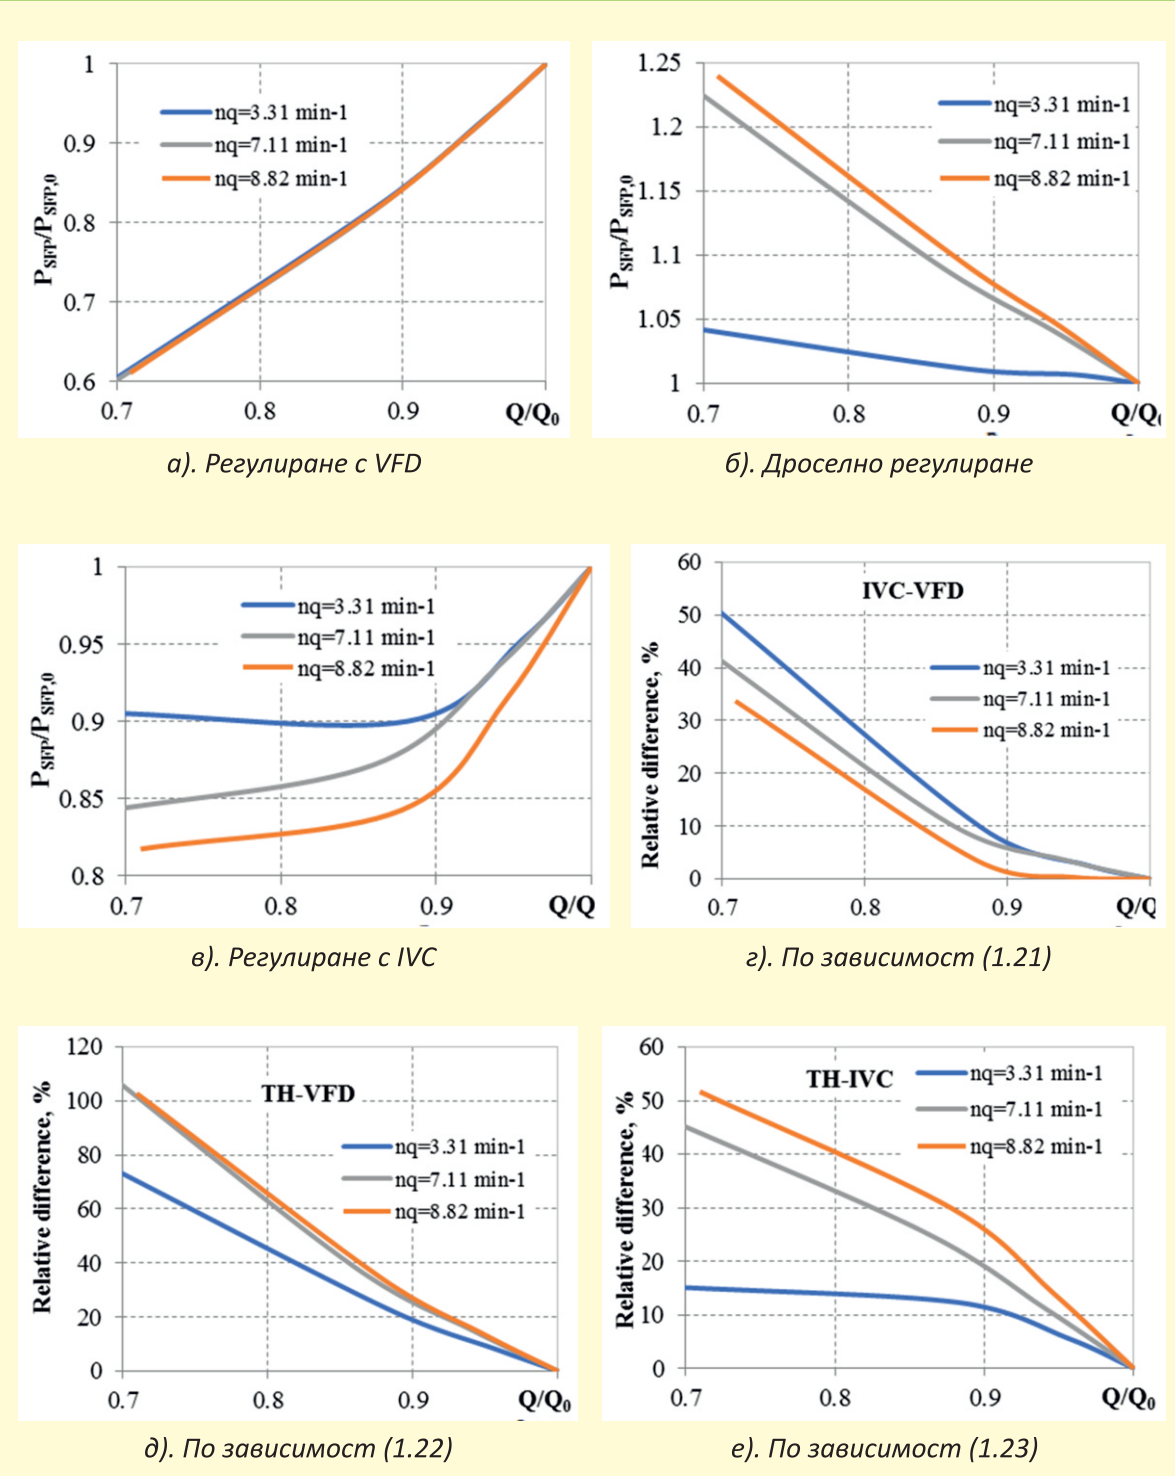 1
0.9
0.8
0.7
0.6
P_SFP/P_SFP,0
nq=3.31 min-1
nq=7.11 min-1
nq=8.82 min-1
0.7
0.8
0.9
Q/Q₀
а). Регулиране с VFD
1.25
1.2
1.15
1.1
1.05
1
P_SFP/P_SFP,0
nq=3.31 min-1
nq=7.11 min-1
nq=8.82 min-1
0.7
0.8
0.9
Q/Q
б). Дроселно регулиране
1
0.95
0.9
0.85
0.8
P_SFP/P_SFP,0
nq=3.31 min-1
nq=7.11 min-1
nq=8.82 min-1
0.7
0.8
0.9
Q/Q
в). Регулиране с IVC
60
50
40
30
20
10
0
Relative difference, %
IVC-VFD
nq=3.31 min-1
nq=7.11 min-1
nq=8.82 min-1
0.7
0.8
0.9
Q/Q
г). По зависимост (1.21)
120
100
80
60
40
20
0
Relative difference, %
TH-VFD
nq=3.31 min-1
nq=7.11 min-1
nq=8.82 min-1
0.7
0.8
0.9
Q/Q₀
д). По зависимост (1.22)
60
50
40
30
20
10
0
Relative difference, %
TH-IVC
nq=3.31 min-1
nq=7.11 min-1
nq=8.82 min-1
0.7
0.8
0.9
Q/Q₀
е). По зависимост (1.23)